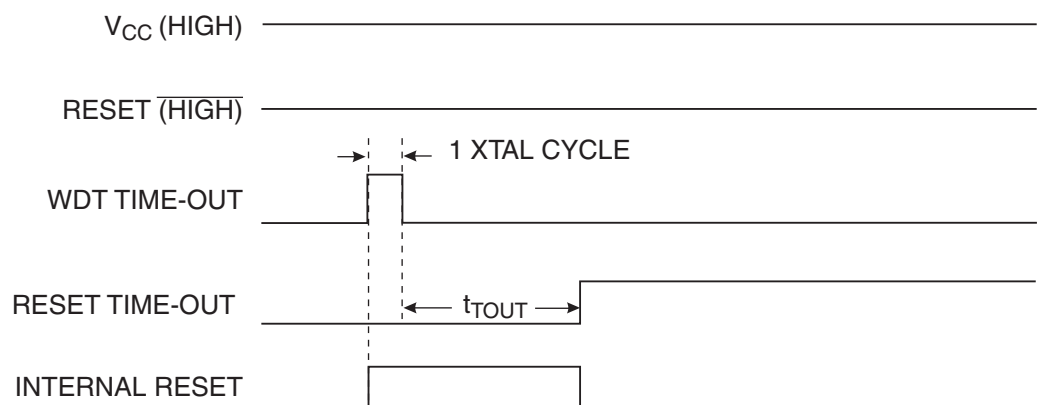 VCC (HIGH)
RESET (HIGH)
1 XTAL CYCLE
WDT TIME-OUT
RESET TIME-OUT
tTOUT
INTERNAL RESET